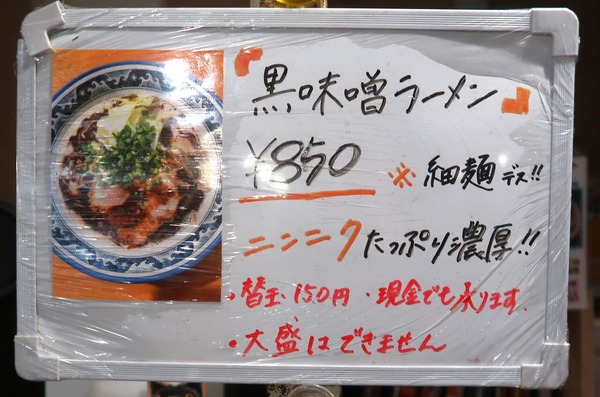 『黒味噌ラーメン』
¥850 ※細麺デス!!
ニンニクたっぷり濃厚!!
・替玉150円・現金でも承ります.
・大盛はできません